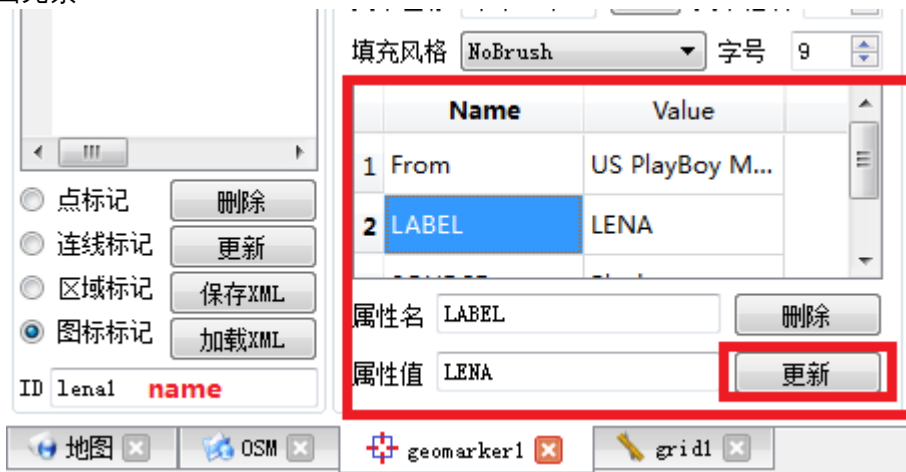 填充风格 NoBrush 字号 9
Name Value
1 From US PlayBoy M...
2 LABEL LENA
点标记 删除
连线标记 更新
区域标记 保存XML
图标标记 加载XML
ID lena1 name
属性名 LABEL 删除
属性值 LENA 更新
地图 OSM geomarker1 grid1